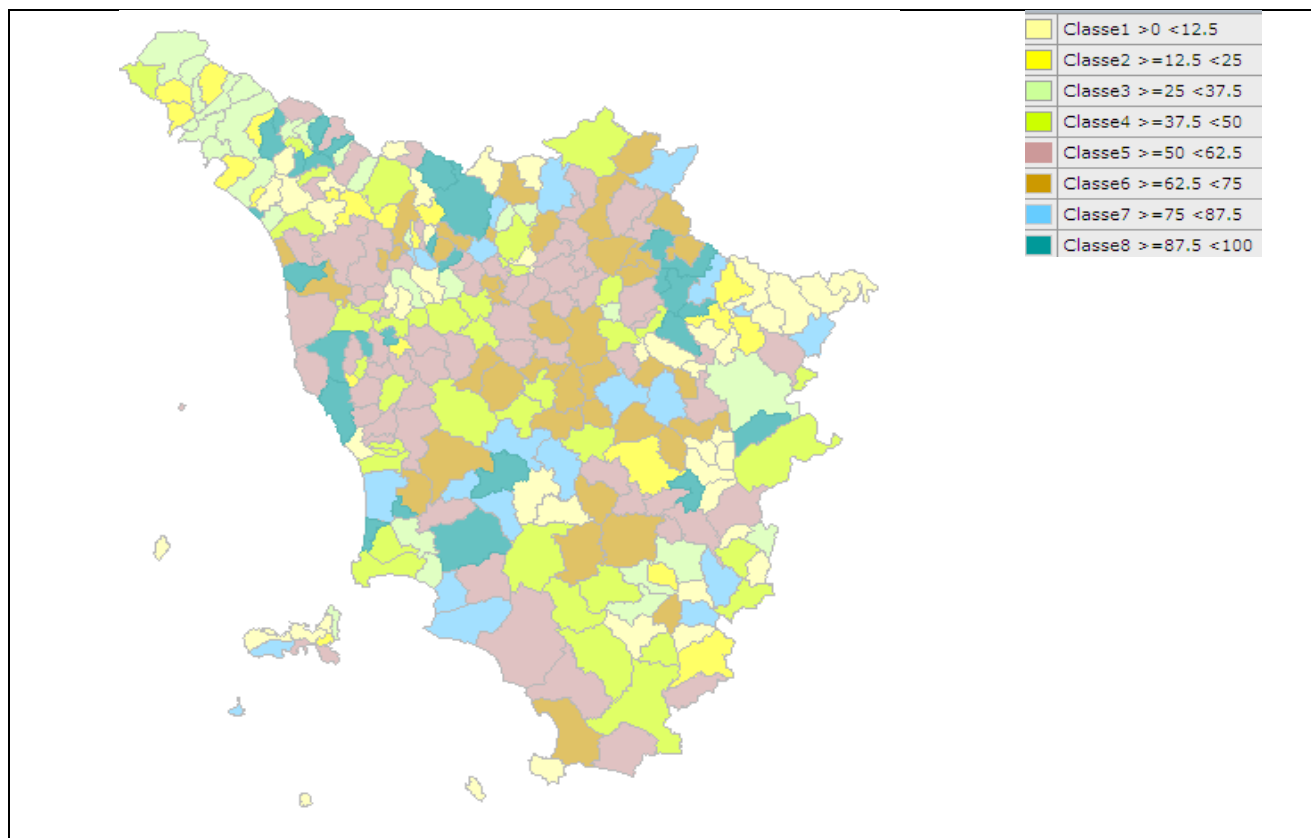 Classe1 >0 <12.5
Classe2 >=12.5 <25
Classe3 >=25 <37.5
Classe4 >=37.5 <50
Classe5 >=50 <62.5
Classe6 >=62.5 <75
Classe7 >=75 <87.5
Classe8 >=87.5 <100